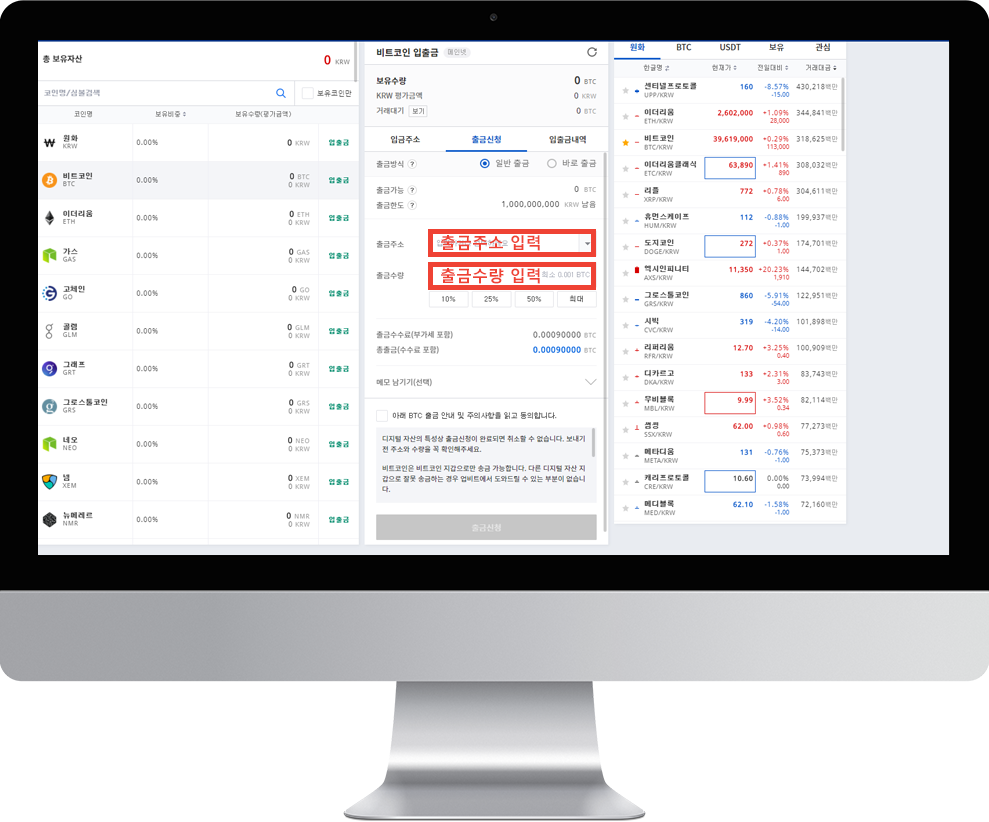 총 보유자산
0 KRW
코인명/심볼검색
보유코인만
코인명 보유비중 보유수량(평가금액)
원화
KRW
0.00%
0 KRW
입출금
비트코인
BTC
0.00%
0 BTC
0 KRW
입출금
이더리움
ETH
0.00%
0 ETH
0 KRW
입출금
가스
GAS
0.00%
0 GAS
0 KRW
입출금
고체인
GO
0.00%
0 GO
0 KRW
입출금
골렘
GLM
0.00%
0 GLM
0 KRW
입출금
그래프
GRT
0.00%
0 GRT
0 KRW
입출금
그로스톨코인
GRS
0.00%
0 GRS
0 KRW
입출금
네오
NEO
0.00%
0 NEO
0 KRW
입출금
넴
XEM
0.00%
0 XEM
0 KRW
입출금
뉴메레르
NMR
0.00%
0 NMR
0 KRW
입출금
비트코인 입출금 메인넷
보유수량 0 BTC
KRW 평가금액 0 KRW
거래대기 보기 0 BTC
입금주소 출금신청 입출금내역
출금방식 ? 일반 출금 바로 출금
출금가능 ? 0 BTC
출금한도 ? 1,000,000,000 KRW 남음
출금주소 출금주소 입력
출금수량 출금수량 입력 최소 0.001 BTC
10% 25% 50% 최대
출금수수료(부가세 포함) 0.00090000 BTC
총출금(수수료 포함) 0.00090000 BTC
메모 남기기(선택)
아래 BTC 출금 안내 및 주의사항을 읽고 동의합니다.
디지털 자산의 특성상 출금신청이 완료되면 취소할 수 없습니다. 보내기
전 주소와 수량을 꼭 확인해주세요.
비트코인은 비트코인 지갑으로만 송금 가능합니다. 다른 디지털 자산 지
갑으로 잘못 송금하는 경우 업비트에서 도와드릴 수 있는 부분이 없습니
다.
출금신청
원화 BTC USDT 보유 관심
한글명 현재가 전일대비 거래대금
센티널프로토콜 160 -8.57% 430,218백만
UPP/KRW -15.00
이더리움 2,602,000 +1.09% 344,841백만
ETH/KRW 28,000
비트코인 39,619,000 +0.29% 318,625백만
BTC/KRW 113,000
이더리움클래식 63,890 +1.41% 308,032백만
ETC/KRW 890
리플 772 +0.78% 304,611백만
XRP/KRW 6.00
휴먼스케이프 112 -0.88% 199,937백만
HUM/KRW -1.00
도지코인 272 +0.37% 174,701백만
DOGE/KRW 1.00
엑시인피니티 11,350 +20.23% 144,702백만
AXS/KRW 1,910
그로스톨코인 860 -5.91% 122,951백만
GRS/KRW -54.00
시빅 319 -4.20% 101,898백만
CVC/KRW -14.00
리퍼리움 12.70 +3.25% 100,909백만
RFR/KRW 0.40
디카르고 133 +2.31% 83,743백만
DKA/KRW 3.00
무비블록 9.99 +3.52% 82,114백만
MBL/KRW 0.34
썸씽 62.00 +0.98% 77,273백만
SSX/KRW 0.60
메타디움 131 -0.76% 75,373백만
META/KRW -1.00
캐리프로토콜 10.60 0.00% 73,994백만
CRE/KRW 0.00
메디블록 62.10 -1.58% 72,160백만
MED/KRW -1.00